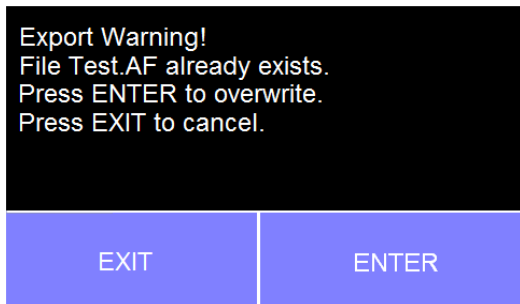 Export Warning!
File Test.AF already exists.
Press ENTER to overwrite.
Press EXIT to cancel.
EXIT
ENTER